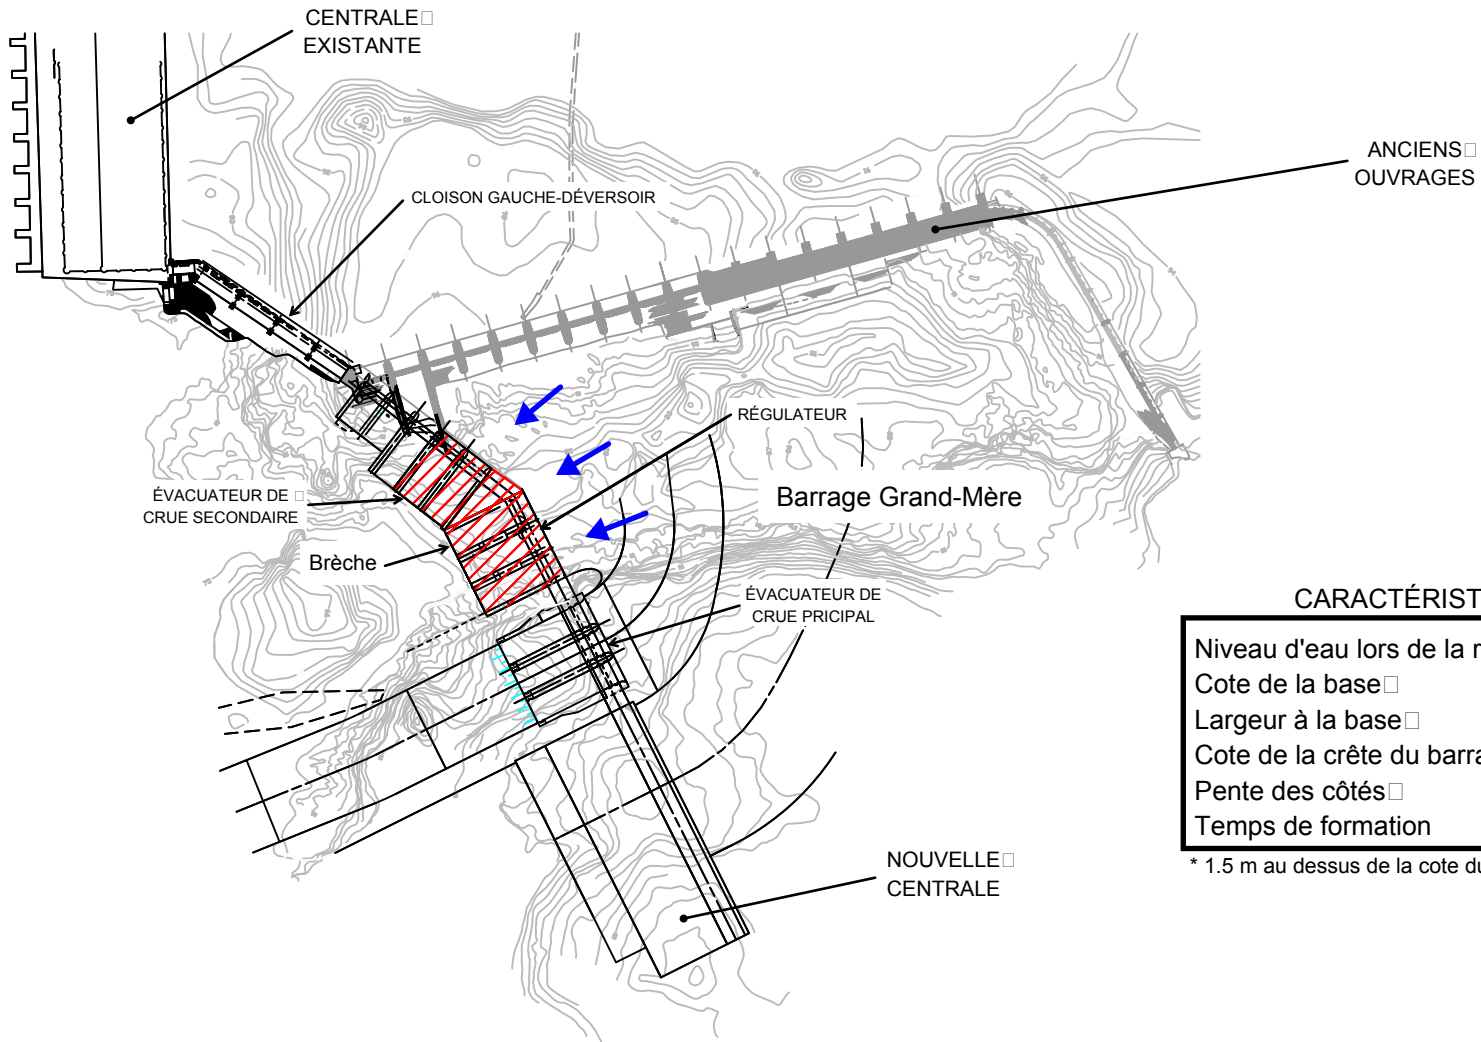 CENTRALE
EXISTANTE
ANCIENS
OUVRAGES
CLOISON GAUCHE-DÉVERSOIR
RÉGULATEUR
Barrage Grand-Mère
ÉVACUATEUR DE
CRUE SECONDAIRE
Brèche
ÉVACUATEUR DE
CRUE PRICIPAL
CARACTÉRIST
Niveau d'eau lors de la r
Cote de la base
Largeur à la base
Cote de la crête du barra
Pente des côtés
Temps de formation
* 1.5 m au dessus de la cote du
NOUVELLE
CENTRALE